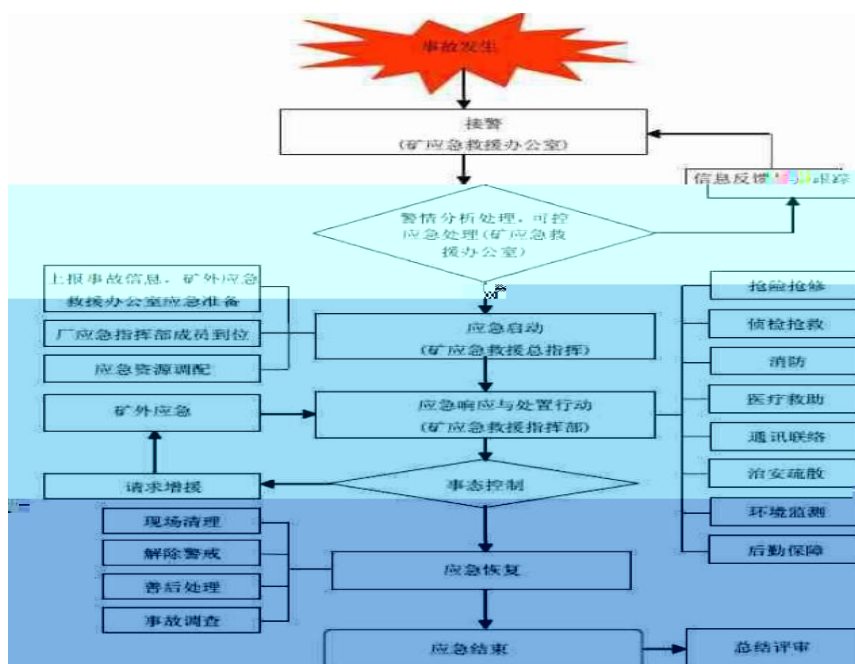 事故发生
接警
(矿应急救援办公室)
信息反馈
跟踪
警情分析处理,可控
应急处理(矿应急救
援办公室)
上报事故信息,矿外应急
救援办公室应急准备
厂应急指挥部成员到位
应急资源调配
应急启动
(矿应急救援总指挥)
抢险抢修
侦检抢救
消防
医疗救助
通讯联络
治安疏散
环境监测
后勤保障
矿外应急
应急响应与处置行动
(矿应急救援指挥部)
请求增援
事态控制
现场清理
解除警戒
善后处理
事故调查
应急恢复
应急结束
总结评审